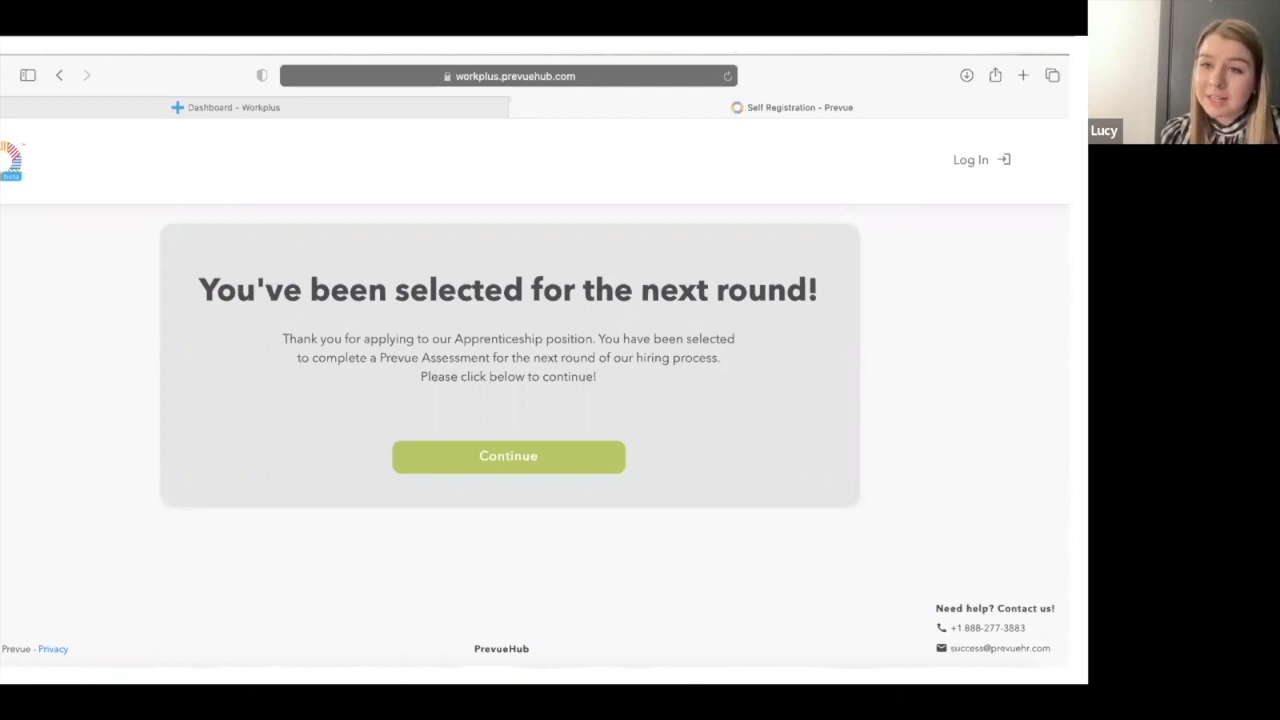 workplus.prevuehub.com
Dashboard – Workplus
Self Registration – Prevue
Lucy
beta
Log In
You've been selected for the next round!
Thank you for applying to our Apprenticeship position. You have been selected
to complete a Prevue Assessment for the next round of our hiring process.
Please click below to continue!
Continue
Need help? Contact us!
+1 888-277-3883
success@prevuehr.com
Prevue - Privacy
PrevueHub